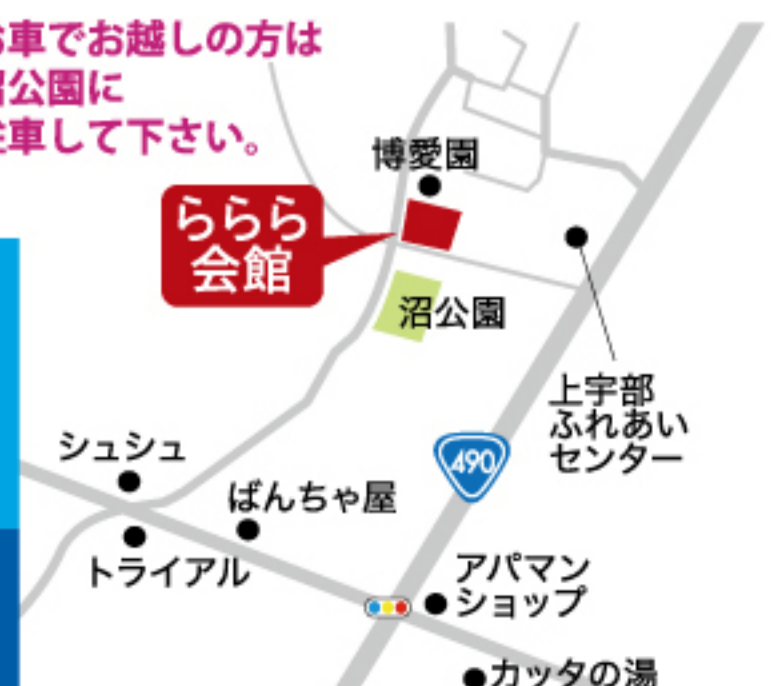 車でお越しの方は
沼公園に
車して下さい。
博愛園
ららら
会館
沼公園
上宇部
ふれあい
センター
490
シュシュ
ばんちゃ屋
トライアル
アパマン
ショップ
カッタの湯